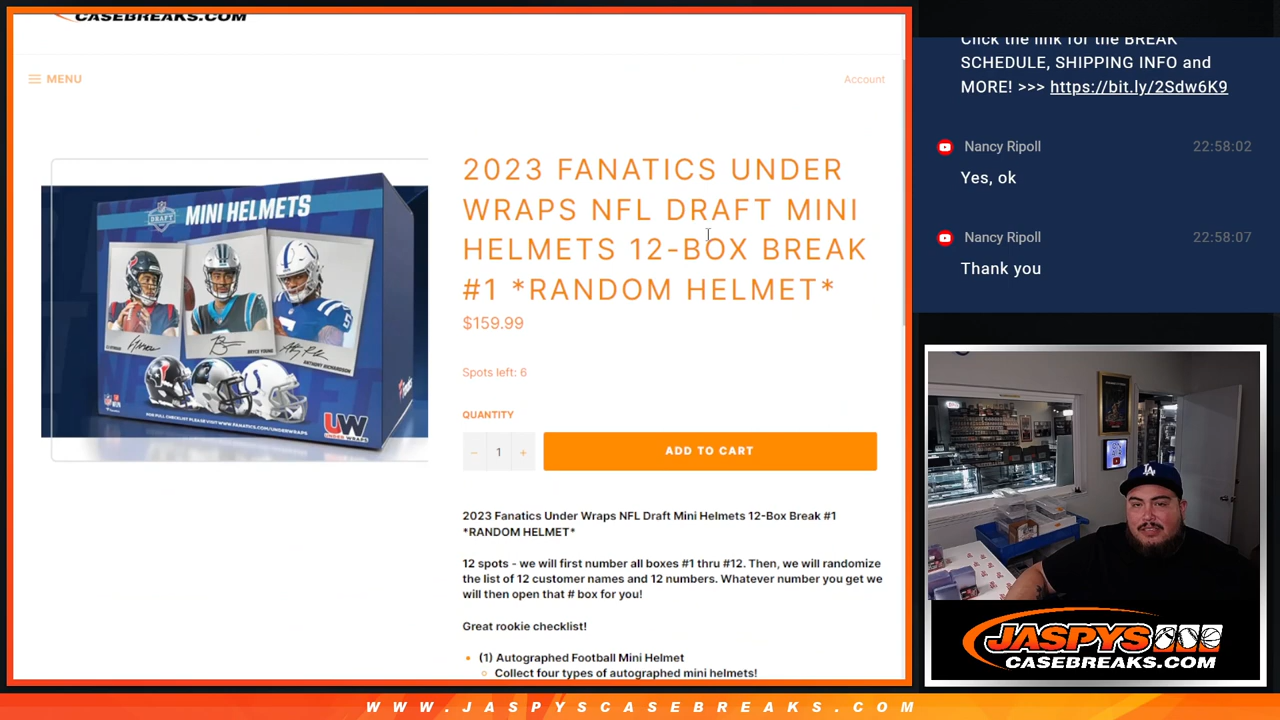 CASEBREAKS.COM
MENU
Account
2023 FANATICS UNDER
WRAPS NFL DRAFT MINI
HELMETS 12-BOX BREAK
#1 *RANDOM HELMET*
$159.99
Spots left: 6
QUANTITY
− 1 +
ADD TO CART
2023 Fanatics Under Wraps NFL Draft Mini Helmets 12-Box Break #1
*RANDOM HELMET*
12 spots - we will first number all boxes #1 thru #12. Then, we will randomize
the list of 12 customer names and 12 numbers. Whatever number you get we
will then open that # box for you!
Great rookie checklist!
(1) Autographed Football Mini Helmet
Collect four types of autographed mini helmets!
DRAFT
MINI HELMETS
BRYCE YOUNG
ANTHONY RICHARDSON
UW
UNDER WRAPS
Click the link for the BREAK
SCHEDULE, SHIPPING INFO and
MORE! >>> https://bit.ly/2Sdw6K9
Nancy Ripoll 22:58:02
Yes, ok
Nancy Ripoll 22:58:07
Thank you
LA
JASPYS
CASEBREAKS.COM
WWW.JASPYSCASEBREAKS.COM